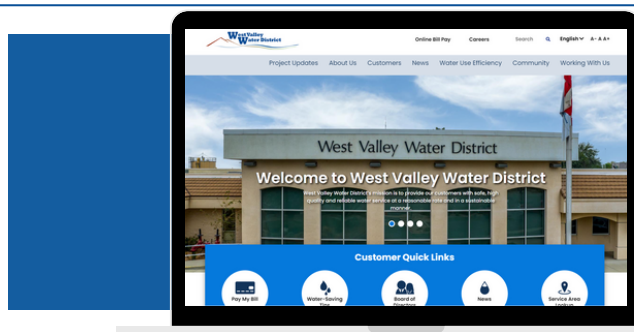 West Valley
Water District
Online Bill Pay Careers Search English A- A A+
Project Updates About Us Customers News Water Use Efficiency Community Working With Us
West Valley Water District
Welcome to West Valley Water District
West Valley Water District's mission is to provide our customers with safe, high
quality and reliable water service at a reasonable rate and in a sustainable
manner.
Customer Quick Links
Pay My Bill Water-Saving Board of News Service Area
Tips Directors Lookup